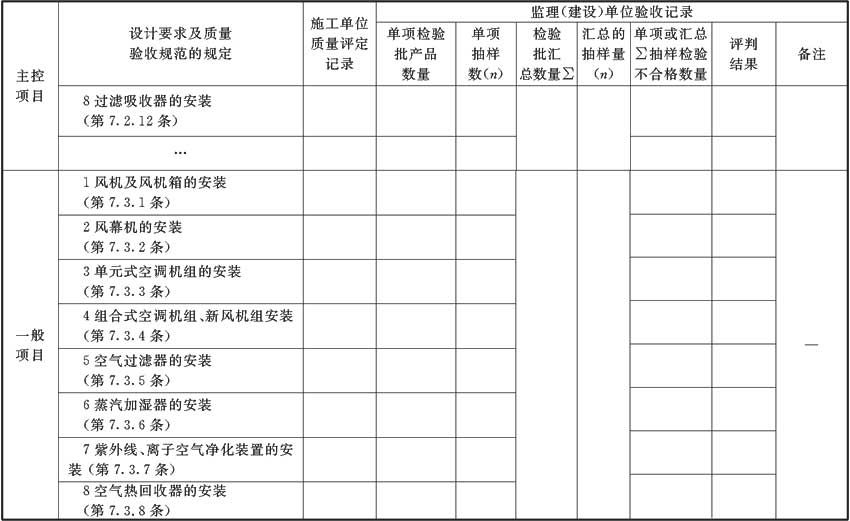 主控
项目
设计要求及质量
验收规范的规定
施工单位
质量评定
记录
监理(建设)单位验收记录
单项检验
批产品
数量
单项
抽样
数(n)
检验
批汇
总数量∑
汇总的
抽样量
(n)
单项或汇总
∑抽样检验
不合格数量
评判
结果
备注
8 过滤吸收器的安装
(第 7.2.12 条)
…
一般
项目
1 风机及风机箱的安装
(第 7.3.1 条)
2 风幕机的安装
(第 7.3.2 条)
3 单元式空调机组的安装
(第 7.3.3 条)
4 组合式空调机组、新风机组安装
(第 7.3.4 条)
5 空气过滤器的安装
(第 7.3.5 条)
6 蒸汽加湿器的安装
(第 7.3.6 条)
7 紫外线、离子空气净化装置的安
装 (第 7.3.7 条)
8 空气热回收器的安装
(第 7.3.8 条)
—